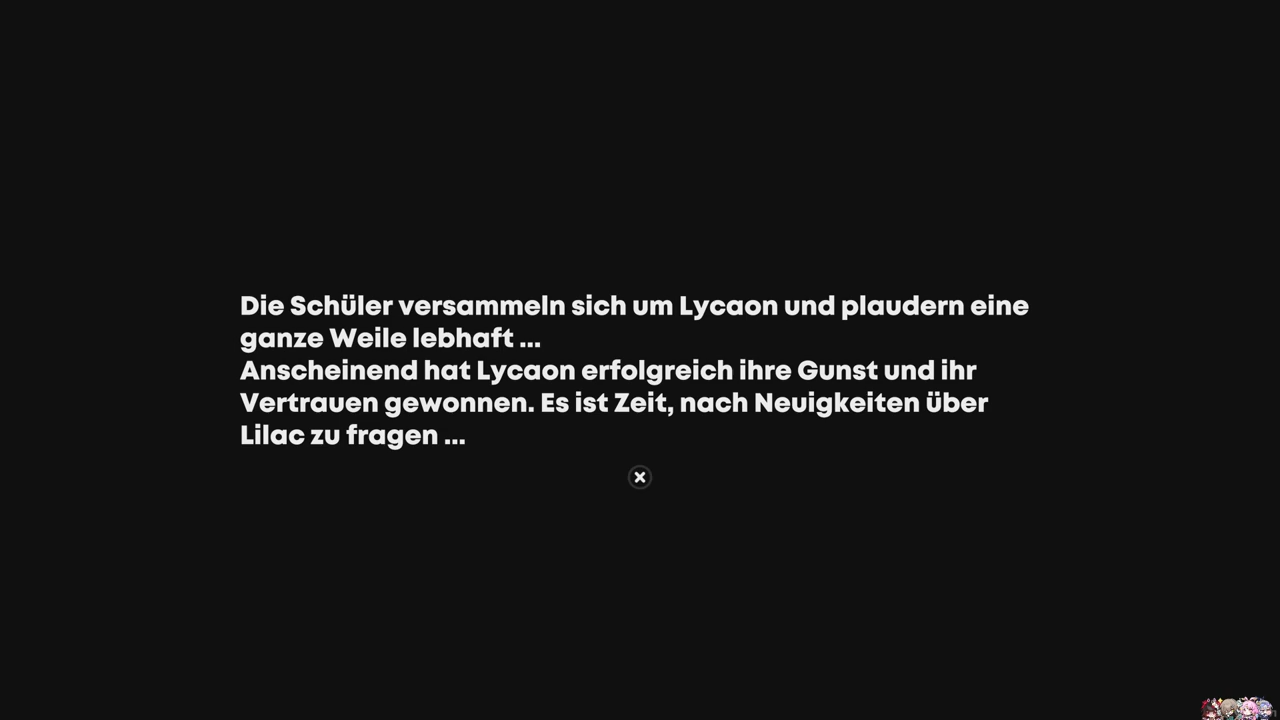 Die Schüler versammeln sich um Lycaon und plaudern eine
ganze Weile lebhaft ...
Anscheinend hat Lycaon erfolgreich ihre Gunst und ihr
Vertrauen gewonnen. Es ist Zeit, nach Neuigkeiten über
Lilac zu fragen ...